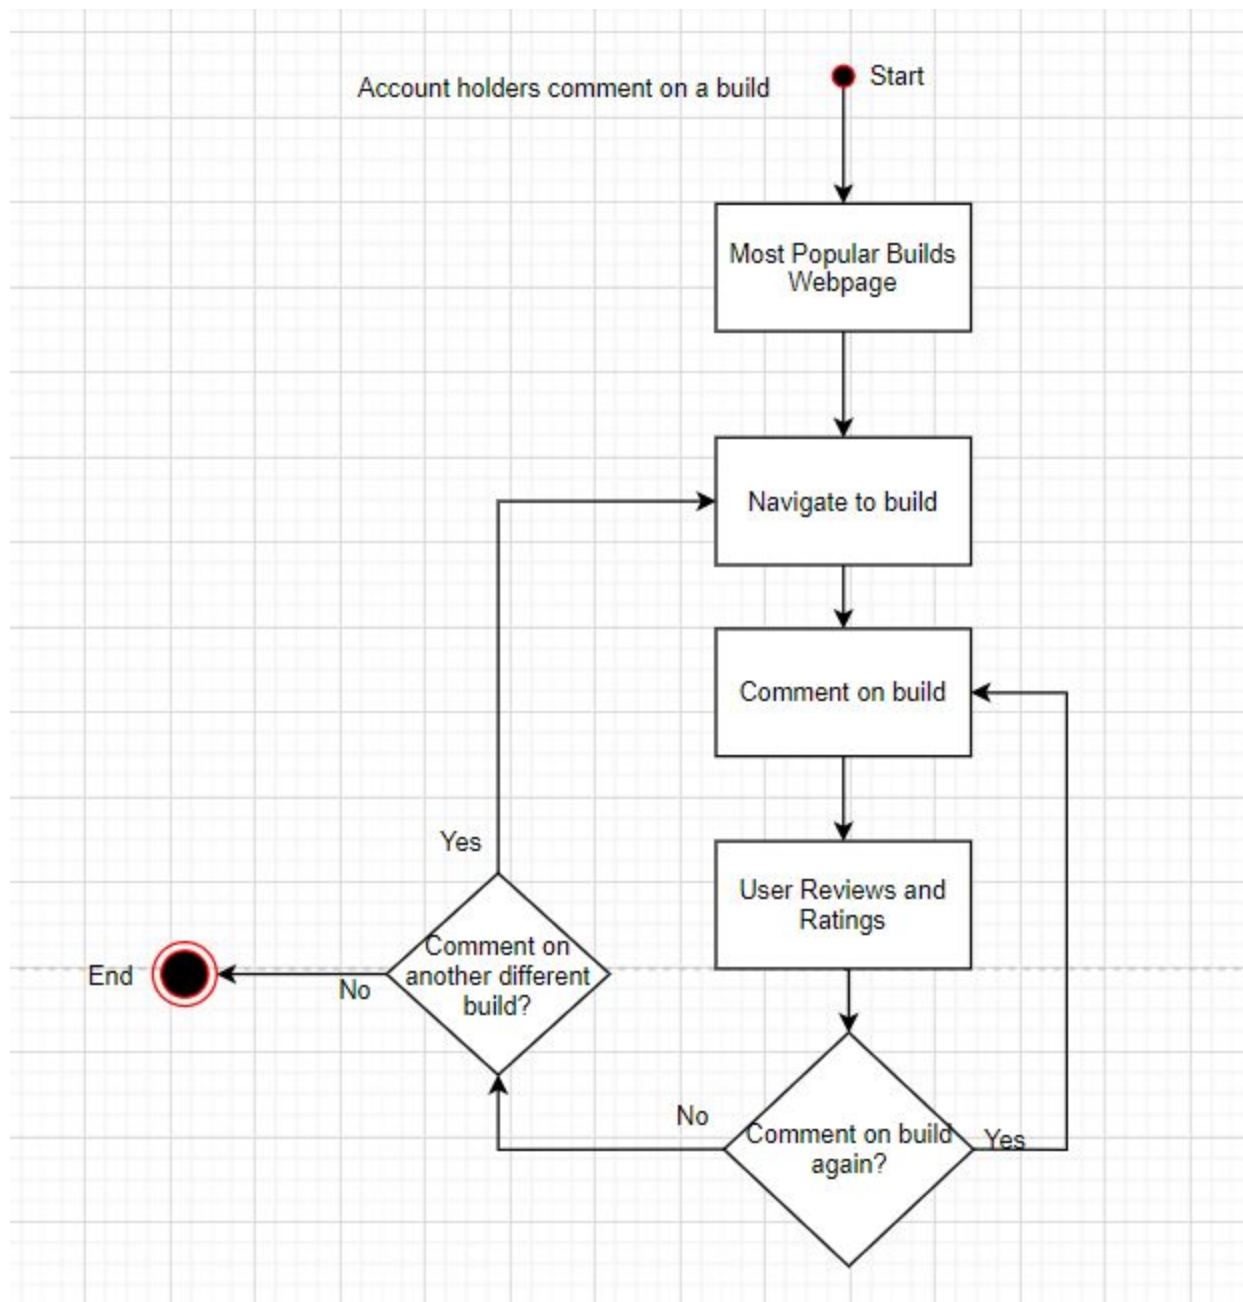 Account holders comment on a build
Start
Most Popular Builds
Webpage
Navigate to build
Comment on build
User Reviews and
Ratings
Yes
Comment on
another different
build?
End
No
No
Comment on build
again?
Yes